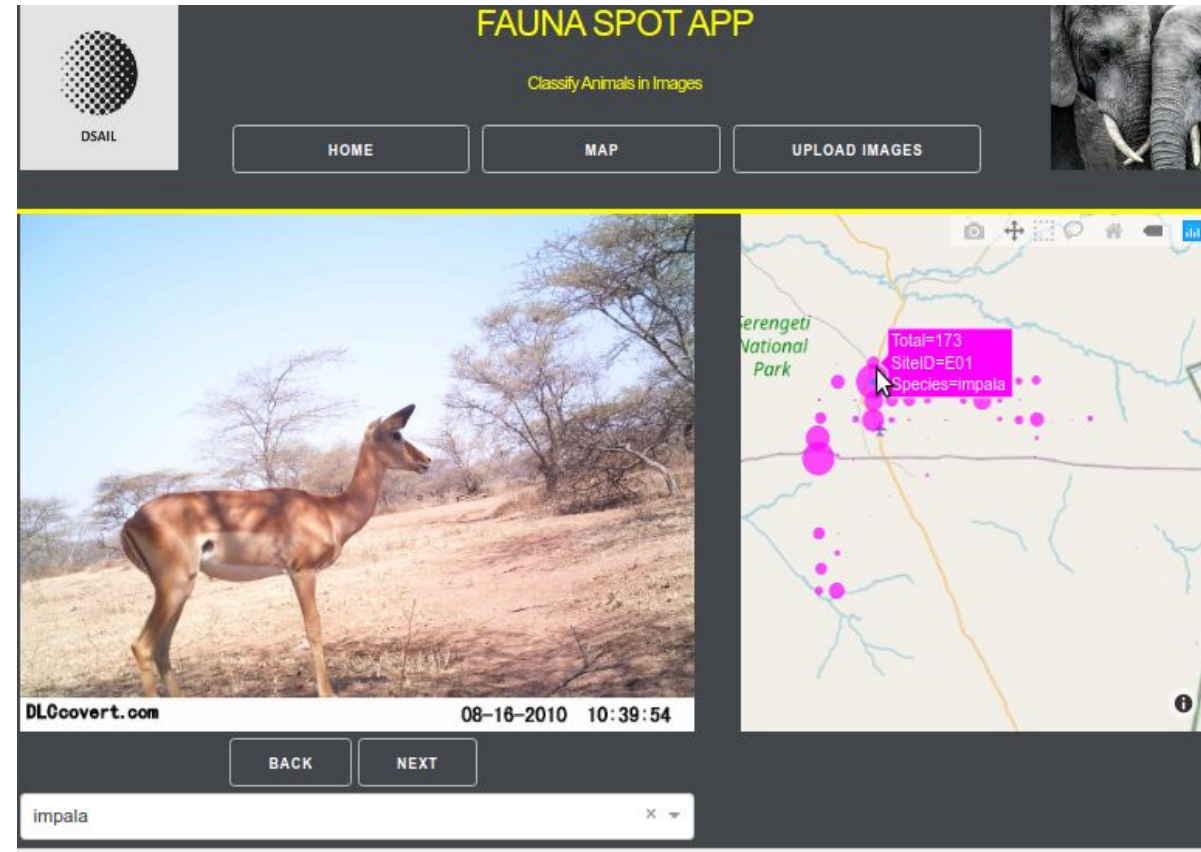 FAUNA SPOT APP
Classify Animals in Images
DSAIL
HOME
MAP
UPLOAD IMAGES
erengeti
National
Park
Total=173
SiteID=E01
Species=impala
DLCcovert.com
08-16-2010 10:39:54
BACK
NEXT
impala